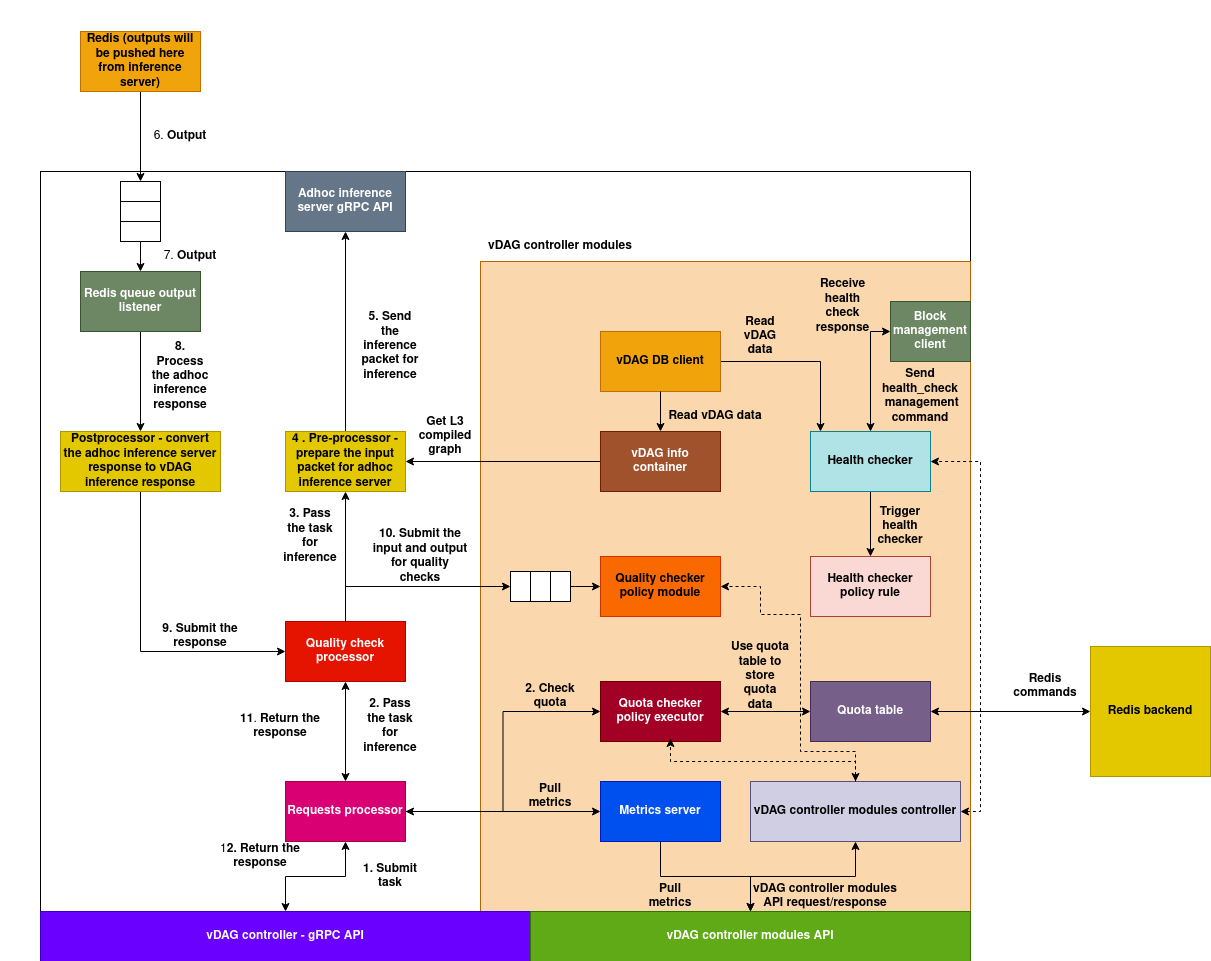 Redis (outputs will
be pushed here
from inference
server)
6. Output
7. Output
Redis queue output
listener
8.
Process
the adhoc
inference
response
Postprocessor - convert
the adhoc inference server
response to vDAG
inference response
9. Submit the
response
Adhoc inference
server gRPC API
5. Send
the
inference
packet for
inference
4 . Pre-processor -
prepare the input
packet for adhoc
inference server
Get L3
compiled
graph
3. Pass
the task
for
inference
10. Submit the
input and output
for quality
checks
Quality check
processor
11. Return the
response
2. Pass
the task
for
inference
Requests processor
12. Return the
response
1. Submit
task
vDAG controller - gRPC API
vDAG controller modules
vDAG DB client
Read
vDAG
data
Read vDAG data
vDAG info
container
Receive
health
check
response
Block
management
client
Send
health_check
management
command
Health checker
Trigger
health
checker
Health checker
policy rule
Quality checker
policy module
2. Check
quota
Quota checker
policy executor
Use quota
table to
store
quota
data
Quota table
Redis
commands
Redis backend
Pull
metrics
Metrics server
vDAG controller modules controller
Pull
metrics
vDAG controller modules
API request/response
vDAG controller modules API